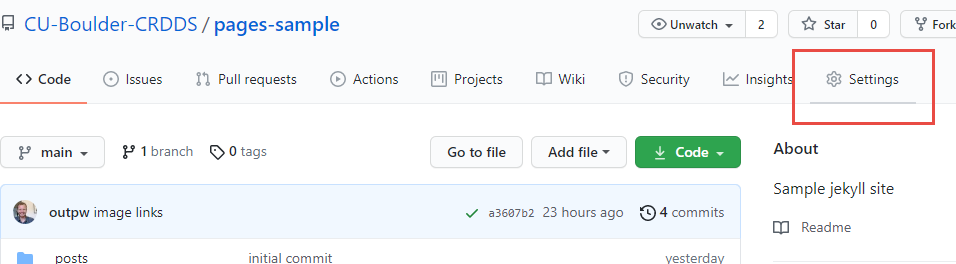 CU-Boulder-CRDDS / pages-sample Unwatch 2 Star 0 Fork
Code Issues Pull requests Actions Projects Wiki Security Insights Settings
main 1 branch 0 tags Go to file Add file Code
About
Sample jekyll site
Readme
outpw image links a3607b2 23 hours ago 4 commits
_posts initial commit yesterday